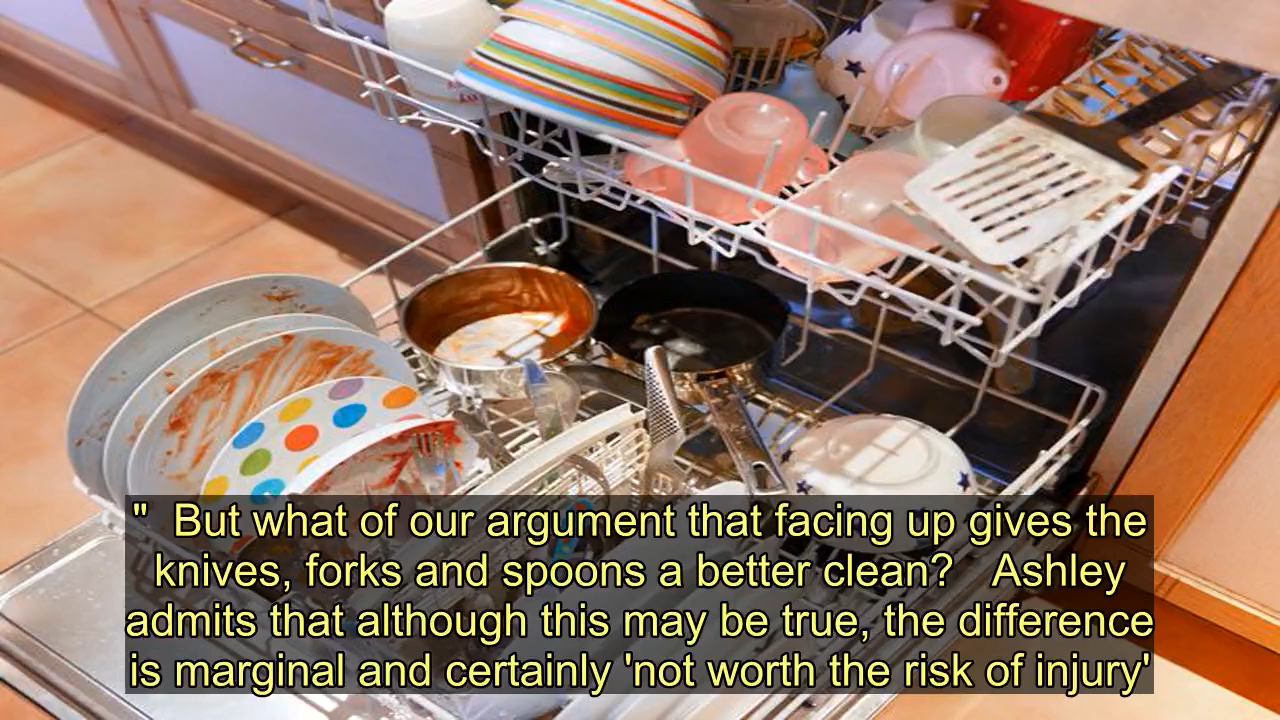 " But what of our argument that facing up gives the
knives, forks and spoons a better clean? Ashley
admits that although this may be true, the difference
is marginal and certainly 'not worth the risk of injury'